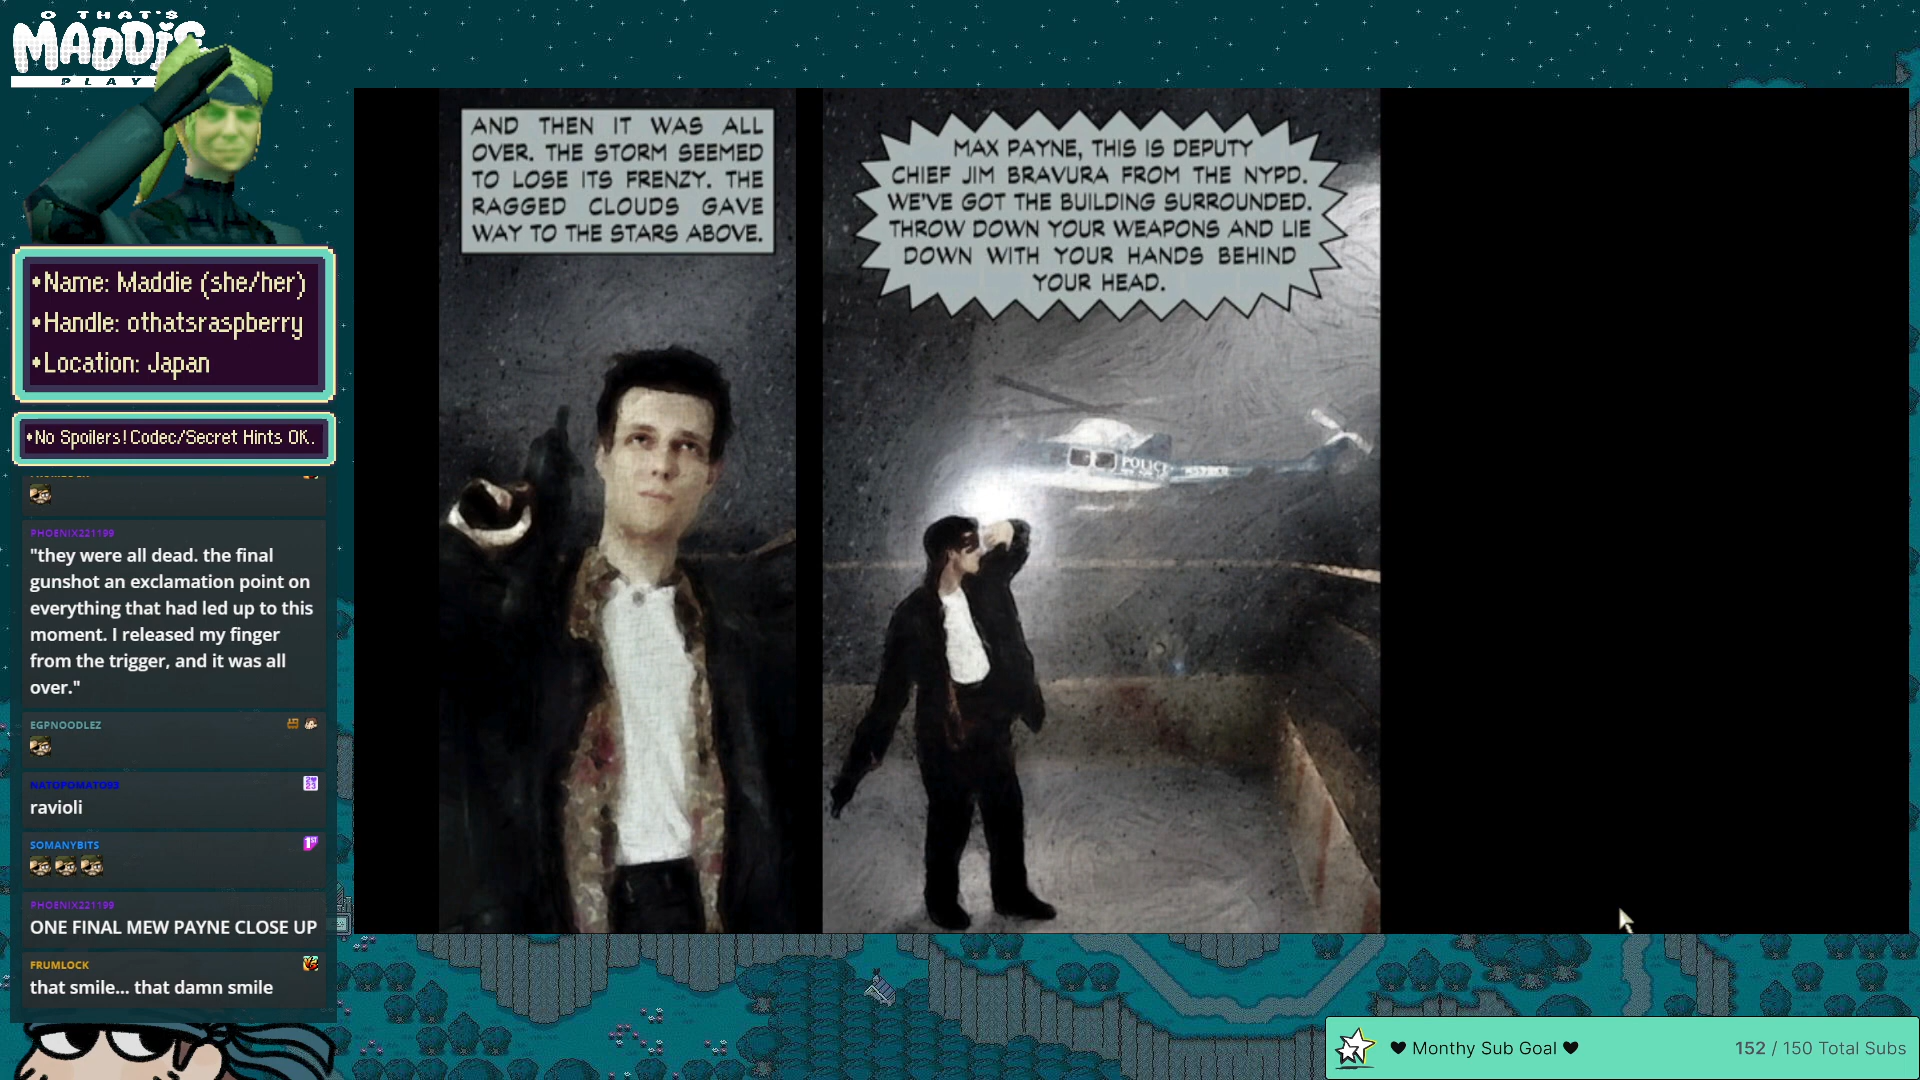 O THAT'S
MADDIE
PLAY
•Name: Maddie (she/her)
•Handle: othatsraspberry
•Location: Japan
•No Spoilers! Codec/Secret Hints OK.
PHOENIX221199
"they were all dead. the final
gunshot an exclamation point on
everything that had led up to this
moment. I released my finger
from the trigger, and it was all
over."
EGPNOODLEZ
NATOPOMATO93
ravioli
SOMANYBITS
1ST
PHOENIX221199
ONE FINAL MEW PAYNE CLOSE UP
FRUMLOCK
that smile... that damn smile
AND THEN IT WAS ALL
OVER. THE STORM SEEMED
TO LOSE ITS FRENZY. THE
RAGGED CLOUDS GAVE
WAY TO THE STARS ABOVE.
MAX PAYNE, THIS IS DEPUTY
CHIEF JIM BRAVURA FROM THE NYPD.
WE'VE GOT THE BUILDING SURROUNDED.
THROW DOWN YOUR WEAPONS AND LIE
DOWN WITH YOUR HANDS BEHIND
YOUR HEAD.
POLICE
♥ Monthy Sub Goal ♥
152 / 150 Total Subs